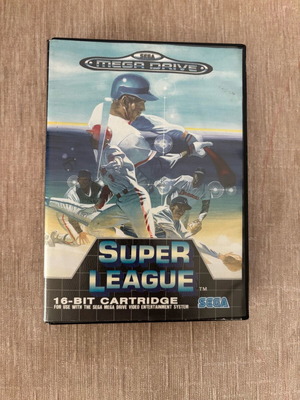 SEGA
MEGA DRIVE
SUPER
LEAGUE TM
16-BIT CARTRIDGE
FOR USE WITH THE SEGA MEGA DRIVE VIDEO ENTERTAINMENT SYSTEM
SEGA